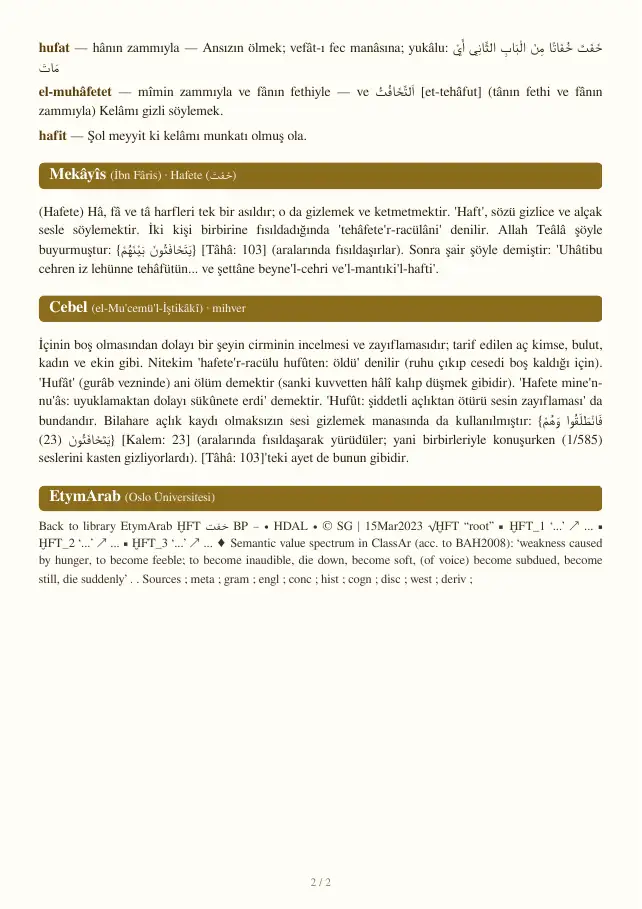 hufat — hânın zammıyla — Ansızın ölmek; vefât-ı fec manâsına; yukâlu: خَفَتَ خُفَاتًا مِنْ الْبَابِ الثَّانِي أَيْ
مَاتَ
el-muhâfetet — mîmin zammıyla ve fânın fethiyle — ve اَلتَّخَافُتُ [et-tehâfut] (tânın fethi ve fânın
zammıyla) Kelâmı gizli söylemek.
hafit — Şol meyyit ki kelâmı munkatı olmuş ola.
Mekâyîs (İbn Fâris) · Hafete (خفت)
(Hafete) Hâ, fâ ve tâ harfleri tek bir asıldır; o da gizlemek ve ketmetmektir. 'Haft', sözü gizlice ve alçak
sesle söylemektir. İki kişi birbirine fısıldadığında 'tehâfete'r-racülâni' denilir. Allah Teâlâ şöyle
buyurmuştur: {يَتَخَافَتُونَ بَيْنَهُمْ} [Tâhâ: 103] (aralarında fısıldaşırlar). Sonra şair şöyle demiştir: 'Uhâtibu
cehren iz lehünne tehâfütün... ve şettâne beyne'l-cehri ve'l-mantıki'l-hafti'.
Cebel (el-Mu'cemü'l-İştikâkî) · mihver
İçinin boş olmasından dolayı bir şeyin cirminin incelmesi ve zayıflamasıdır; tarif edilen aç kimse, bulut,
kadın ve ekin gibi. Nitekim 'hafete'r-racülu hufûten: öldü' denilir (ruhu çıkıp cesedi boş kaldığı için).
'Hufât' (gurâb vezninde) ani ölüm demektir (sanki kuvvetten hâlî kalıp düşmek gibidir). 'Hafete mine'n-
nu'âs: uyuklamaktan dolayı sükûnete erdi' demektir. 'Hufût: şiddetli açlıktan ötürü sesin zayıflaması' da
bundandır. Bilahare açlık kaydı olmaksızın sesi gizlemek manasında da kullanılmıştır: {فَانْطَلَقُوا وَهُمْ
يَتَخَافَتُونَ (23)} [Kalem: 23] (aralarında fısıldaşarak yürüdüler; yani birbirleriyle konuşurken (1/585)
seslerini kasten gizliyorlardı). [Tâhâ: 103]'teki ayet de bunun gibidir.
EtymArab (Oslo Üniversitesi)
Back to library EtymArab ḪFT خفت BP – • HDAL • © SG | 15Mar2023 √ḪFT “root” ▪ ḪFT_1 ‘...’ ↗ ... ▪
ḪFT_2 ‘...’ ↗ ... ▪ ḪFT_3 ‘...’ ↗ ... ♦ Semantic value spectrum in ClassAr (acc. to BAH2008): ‘weakness caused
by hunger, to become feeble; to become inaudible, die down, become soft, (of voice) become subdued, become
still, die suddenly’ . . Sources ; meta ; gram ; engl ; conc ; hist ; cogn ; disc ; west ; deriv ;
2 / 2